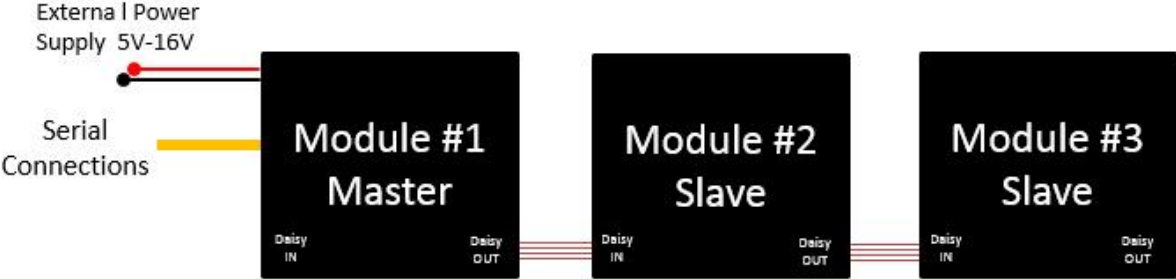 Externa l Power
Supply 5V-16V
Serial
Connections
Module #1
Master
Daisy
IN
Daisy
OUT
Module #2
Slave
Daisy
IN
Daisy
OUT
Module #3
Slave
Daisy
IN
Daisy
OUT